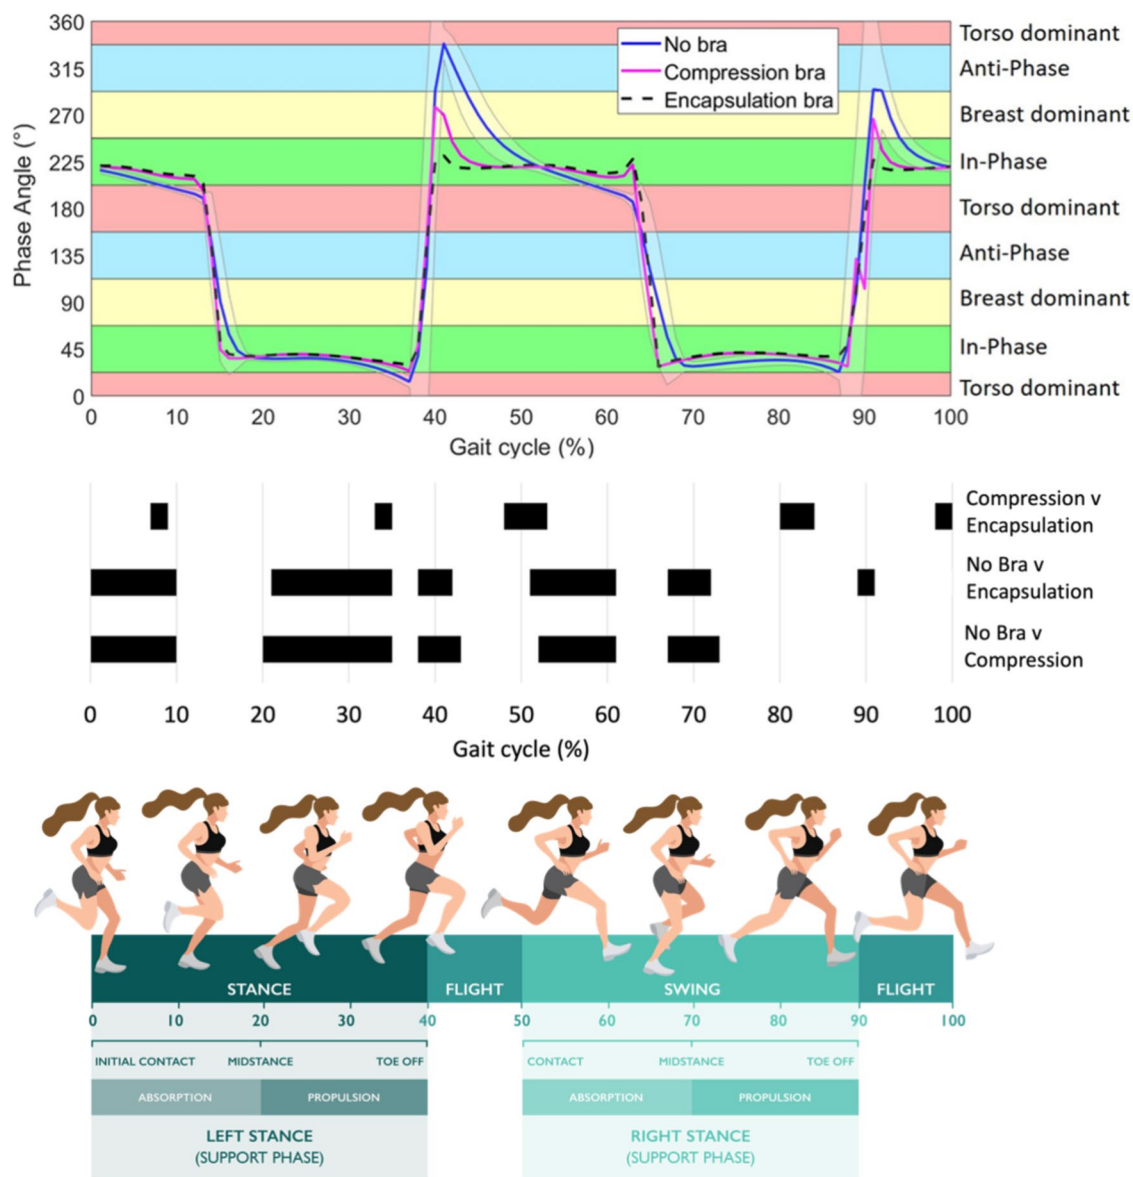 360
315
270
225
180
135
90
45
0
Phase Angle (°)
No bra
Compression bra
Encapsulation bra
Torso dominant
Anti-Phase
Breast dominant
In-Phase
Torso dominant
Anti-Phase
Breast dominant
In-Phase
Torso dominant
0 10 20 30 40 50 60 70 80 90 100
Gait cycle (%)
Compression v
Encapsulation
No Bra v
Encapsulation
No Bra v
Compression
0 10 20 30 40 50 60 70 80 90 100
Gait cycle (%)
STANCE FLIGHT SWING FLIGHT
0 10 20 30 40 50 60 70 90 100
INITIAL CONTACT MIDSTANCE TOE OFF CONTACT MIDSTANCE TOE OFF
ABSORPTION PROPULSION ABSORPTION PROPULSION
LEFT STANCE
(SUPPORT PHASE)
RIGHT STANCE
(SUPPORT PHASE)